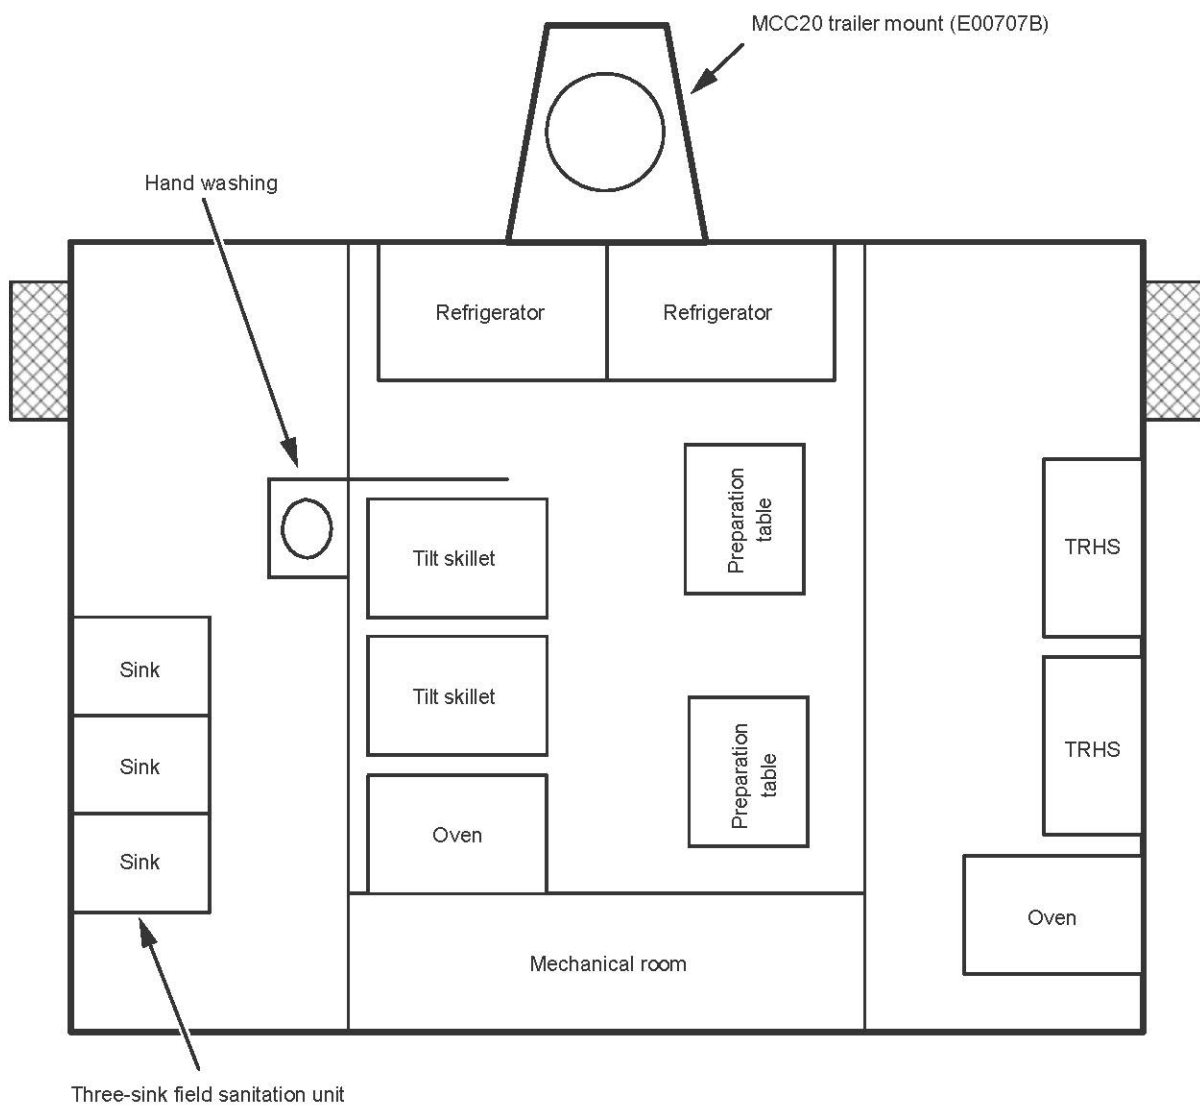 MCC20 trailer mount (E00707B)
Hand washing
Refrigerator
Refrigerator
Preparation
table
Tilt skillet
TRHS
Sink
Tilt skillet
Sink
Preparation
table
TRHS
Oven
Sink
Oven
Mechanical room
Three-sink field sanitation unit